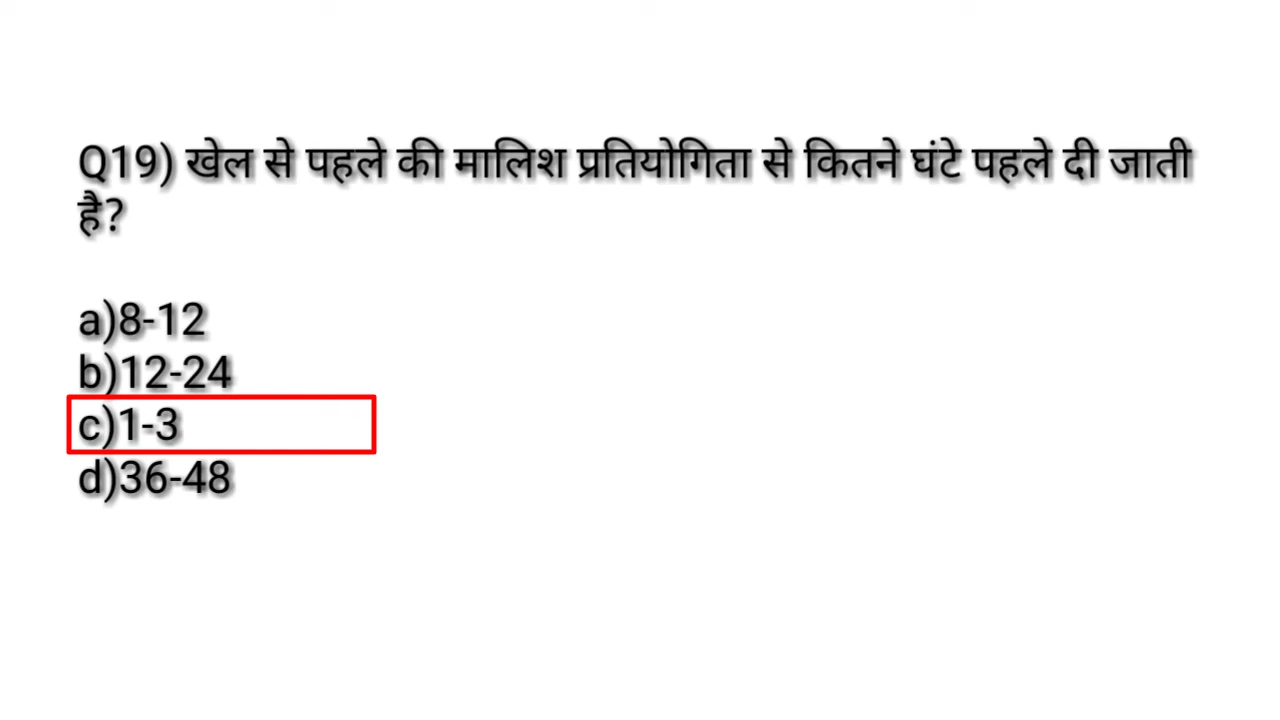 Q19) खेल से पहले की मालिश प्रतियोगिता से कितने घंटे पहले दी जाती
है?
a)8-12
b)12-24
c)1-3
d)36-48